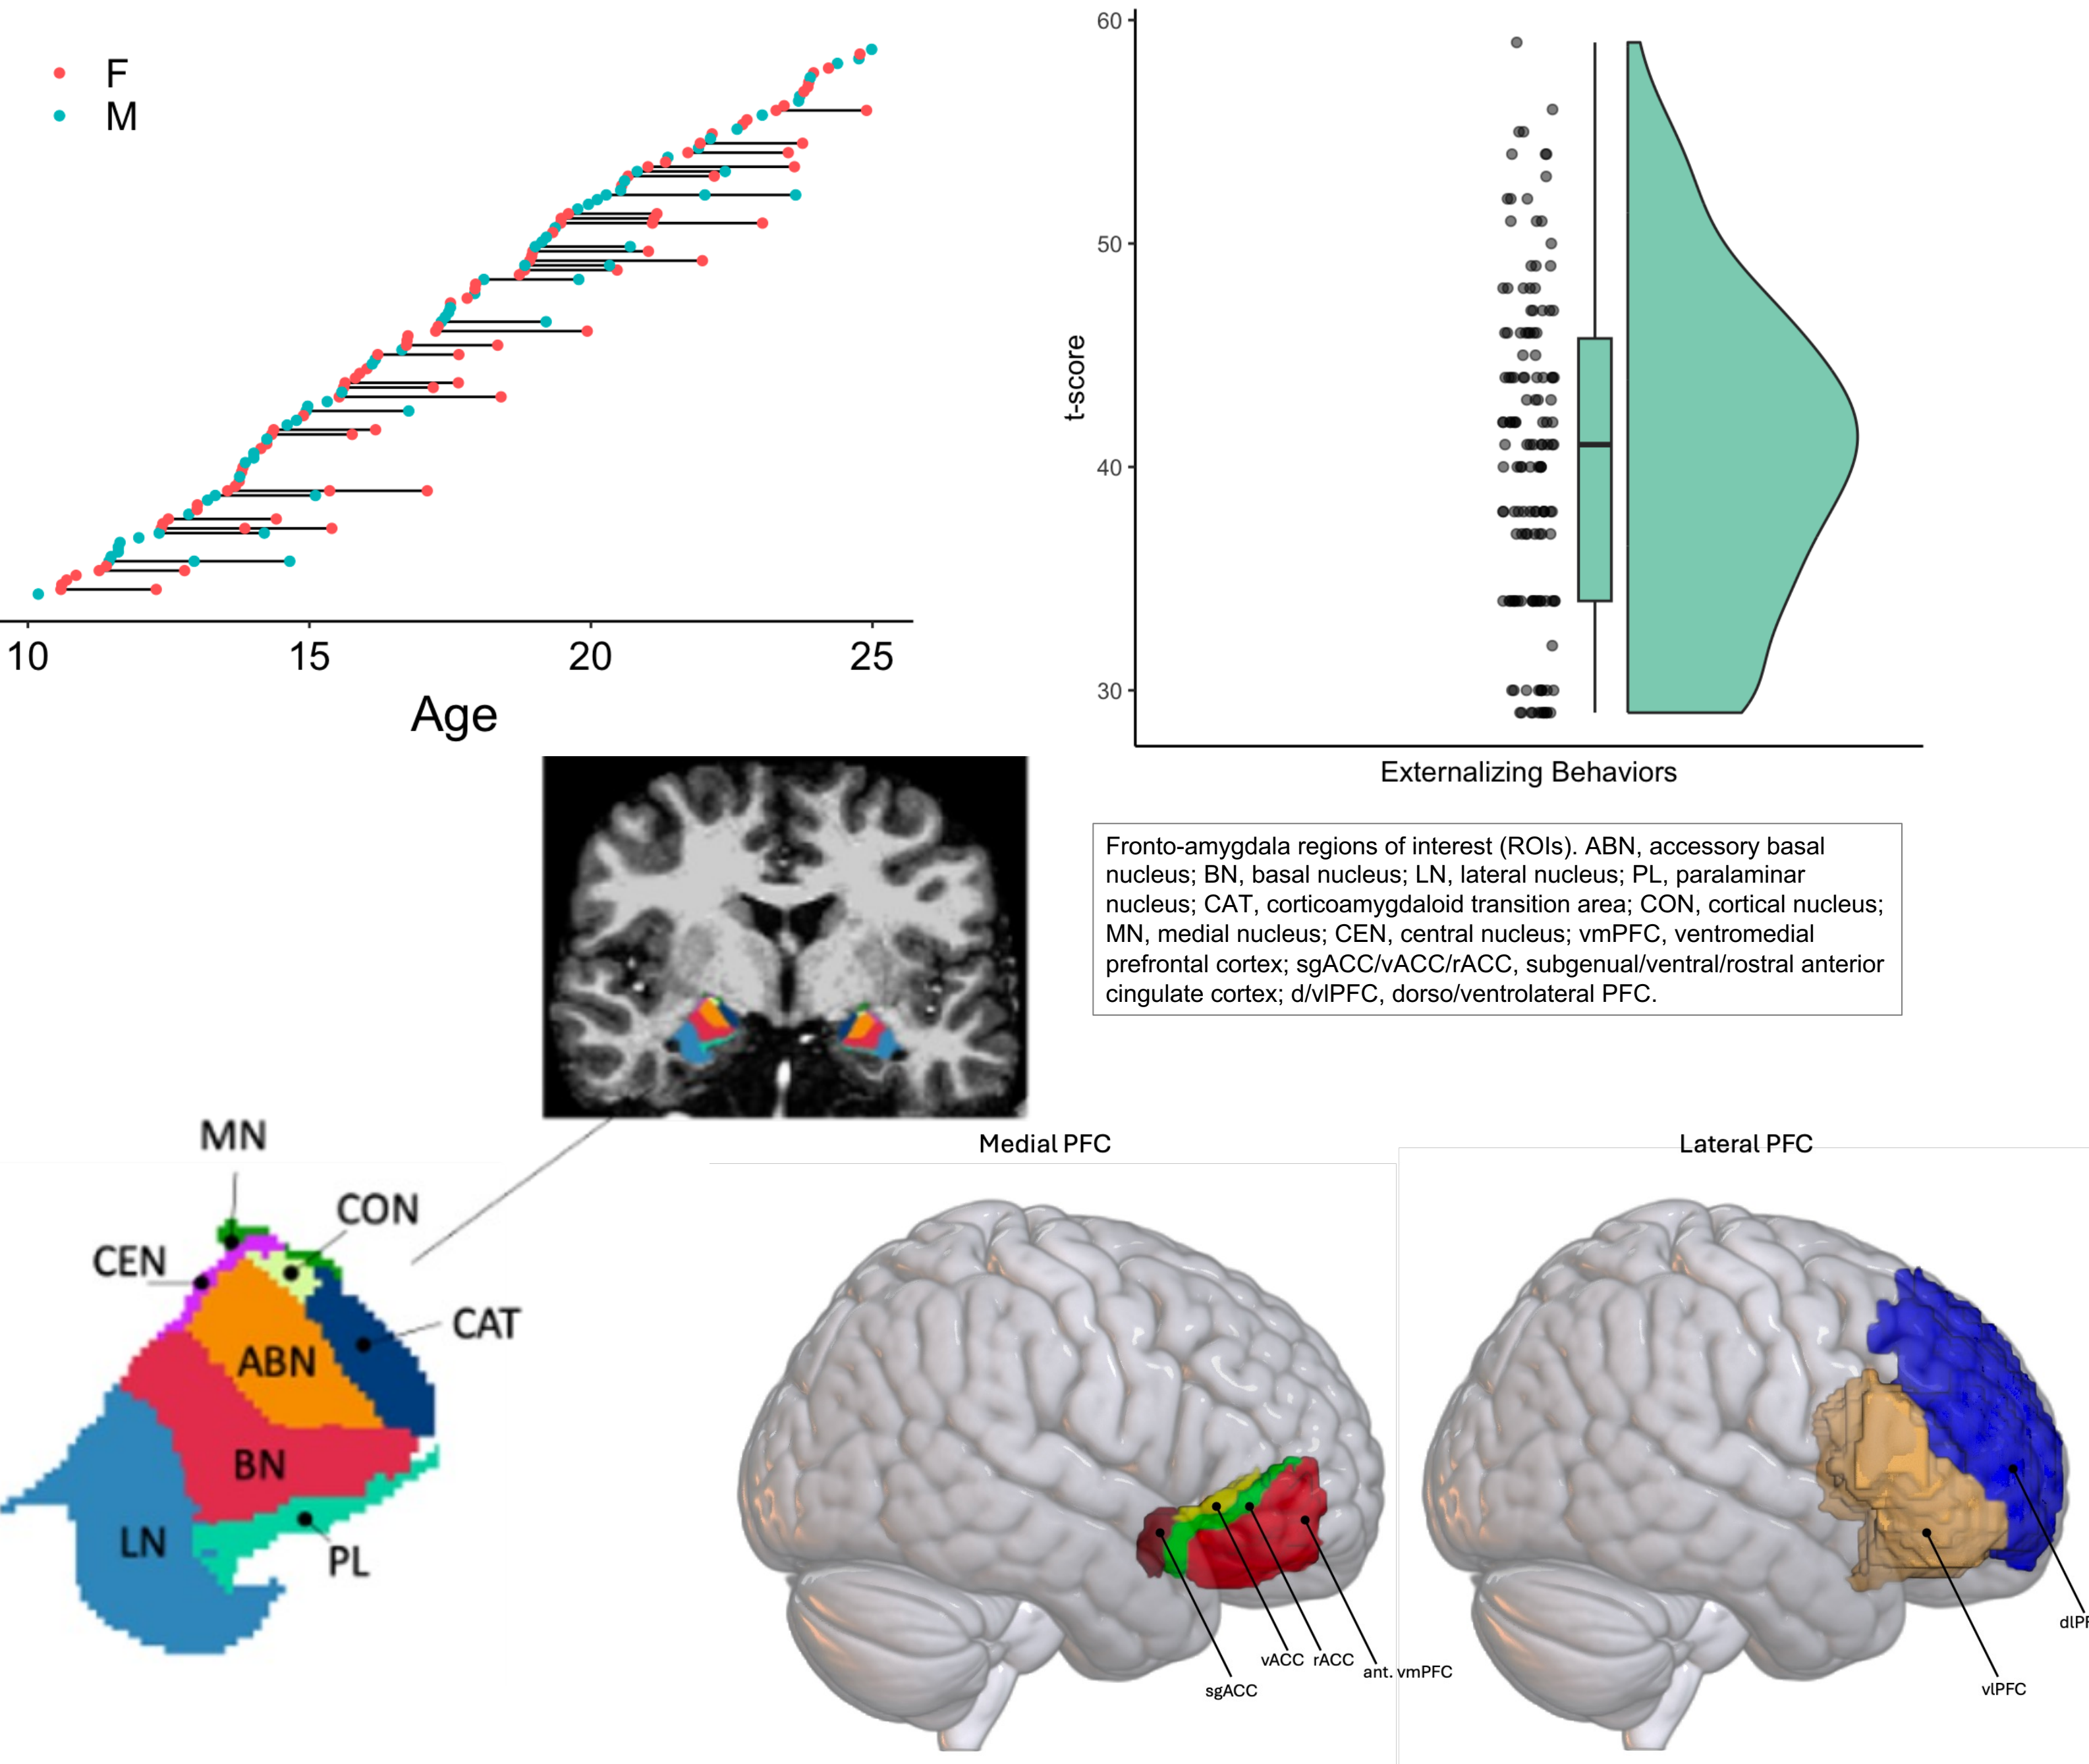 F
M
10 15 20 25
Age
60
50
40
30
t-score
Externalizing Behaviors
Fronto-amygdala regions of interest (ROIs). ABN, accessory basal
nucleus; BN, basal nucleus; LN, lateral nucleus; PL, paralaminar
nucleus; CAT, corticoamygdaloid transition area; CON, cortical nucleus;
MN, medial nucleus; CEN, central nucleus; vmPFC, ventromedial
prefrontal cortex; sgACC/vACC/rACC, subgenual/ventral/rostral anterior
cingulate cortex; d/vlPFC, dorso/ventrolateral PFC.
MN
CON
CEN
CAT
ABN
BN
LN
PL
Medial PFC
vACC rACC ant. vmPFC
sgACC
Lateral PFC
vlPFC